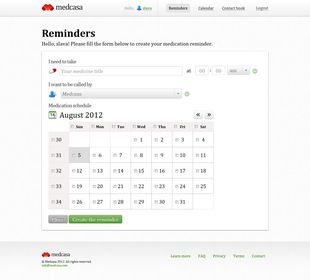 medcasa
Hello, slava
Reminders Calendar Contact book Logout
Reminders
Hello, slava! Please fill the form below to create your medication reminder.
I need to take
Type your medicine title at 00 : 00 am
I want to be called by
Medcasa
Medication schedule
14 August 2012
Sun Mon Tue Wed Thu Fri Sat
30 1 2 3 4
31 5 6 7 8 9 10 11
32 12 13 14 15 16 17 18
33 19 20 21 22 23 24 25
34 26 27 28 29 30 31
Clear Create the reminder
medcasa
© Medcasa 2012. All rights reserved
info@medcasa.com
Learn more FAQ Privacy Terms Contact